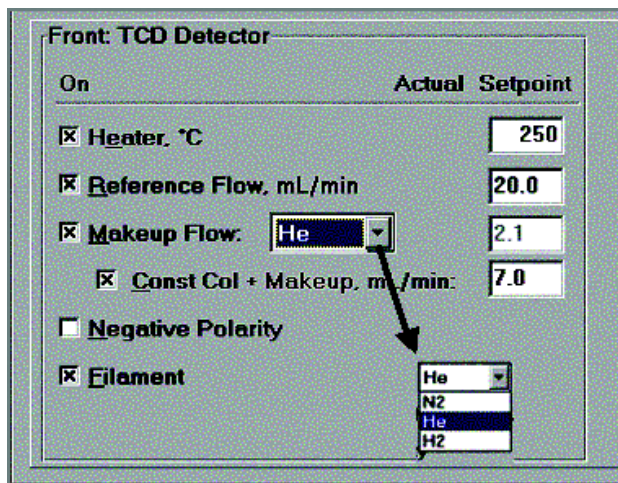 Front: TCD Detector
On Actual Setpoint
Heater, °C 250
Reference Flow, mL/min 20.0
Makeup Flow: He 2.1
Const Col + Makeup, mL/min: 7.0
Negative Polarity
Filament
He
N2
He
H2